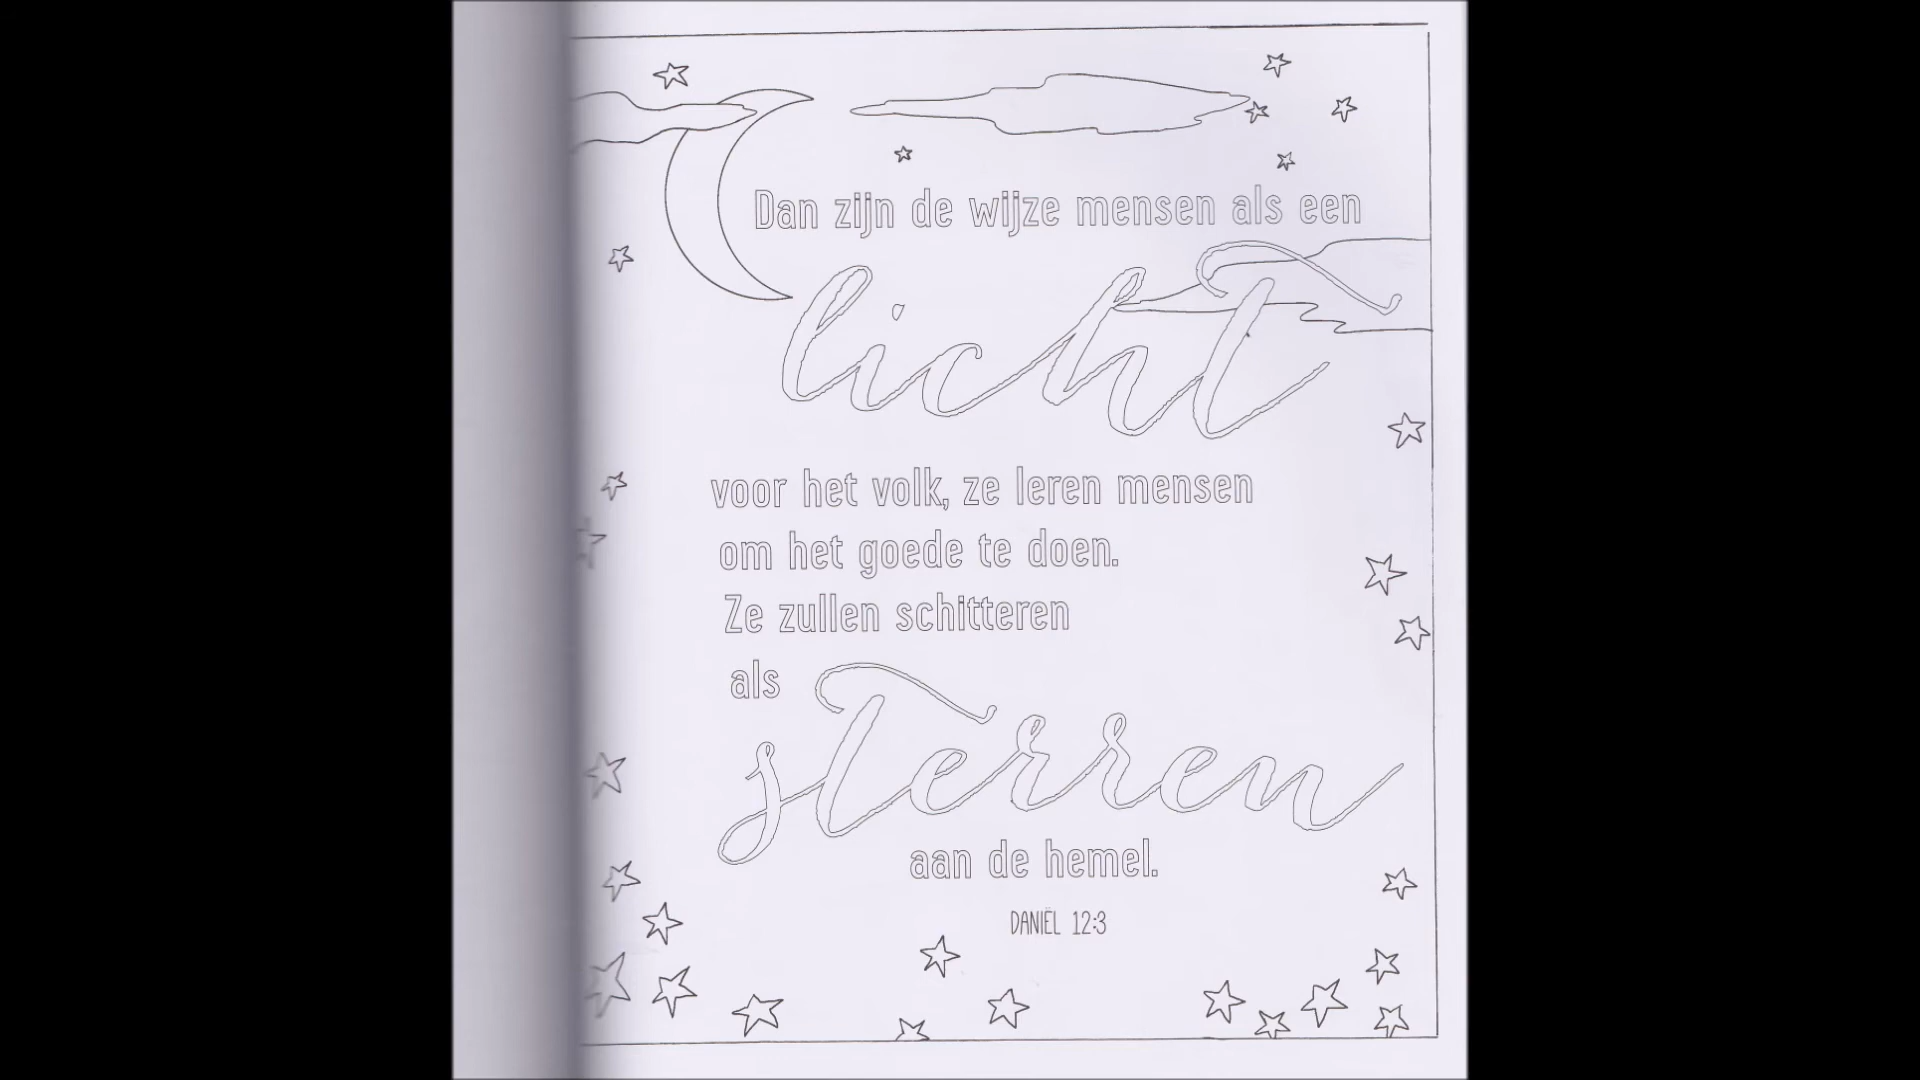 Dan zijn de wijze mensen als een
licht
voor het volk, ze leren mensen
om het goede te doen.
Ze zullen schitteren
als
sterren
aan de hemel.
DANIËL 12:3